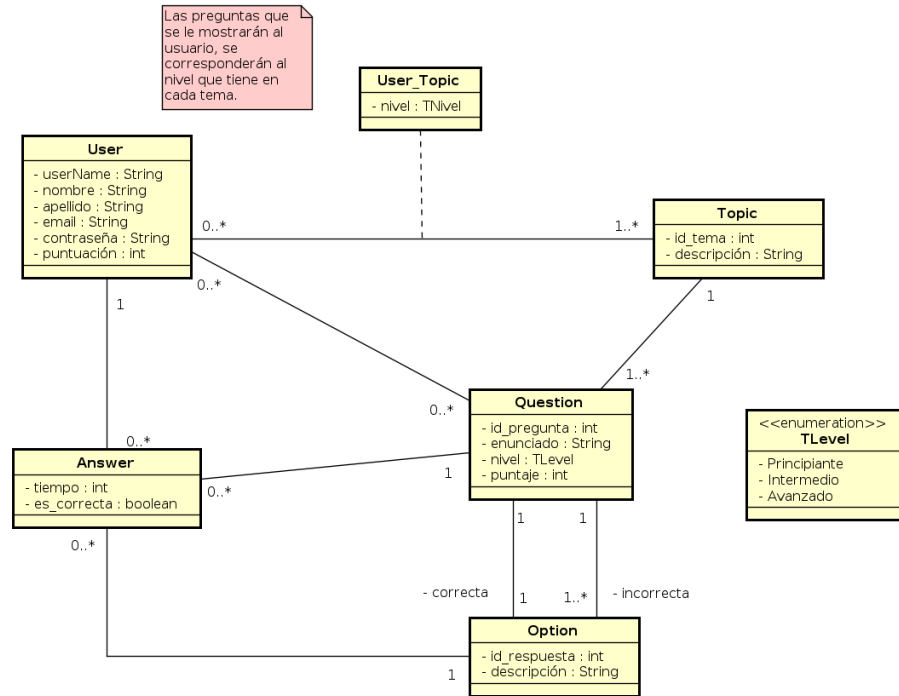 Las preguntas que
se le mostrarán al
usuario, se
corresponderán al
nivel que tiene en
cada tema.
User_Topic
- nivel : TNivel
User
- userName : String
- nombre : String
- apellido : String
- email : String
- contraseña : String
- puntuación : int
0..*
1..*
Topic
- id_tema : int
- descripción : String
0..*
1
1
1..*
0..*
Question
- id_pregunta : int
- enunciado : String
- nivel : TLevel
- puntaje : int
<<enumeration>>
TLevel
- Principiante
- Intermedio
- Avanzado
0..*
Answer
- tiempo : int
- es_correcta : boolean
0..*
1
0..*
1
1
- correcta
1
1..*
- incorrecta
Option
- id_respuesta : int
- descripción : String
1